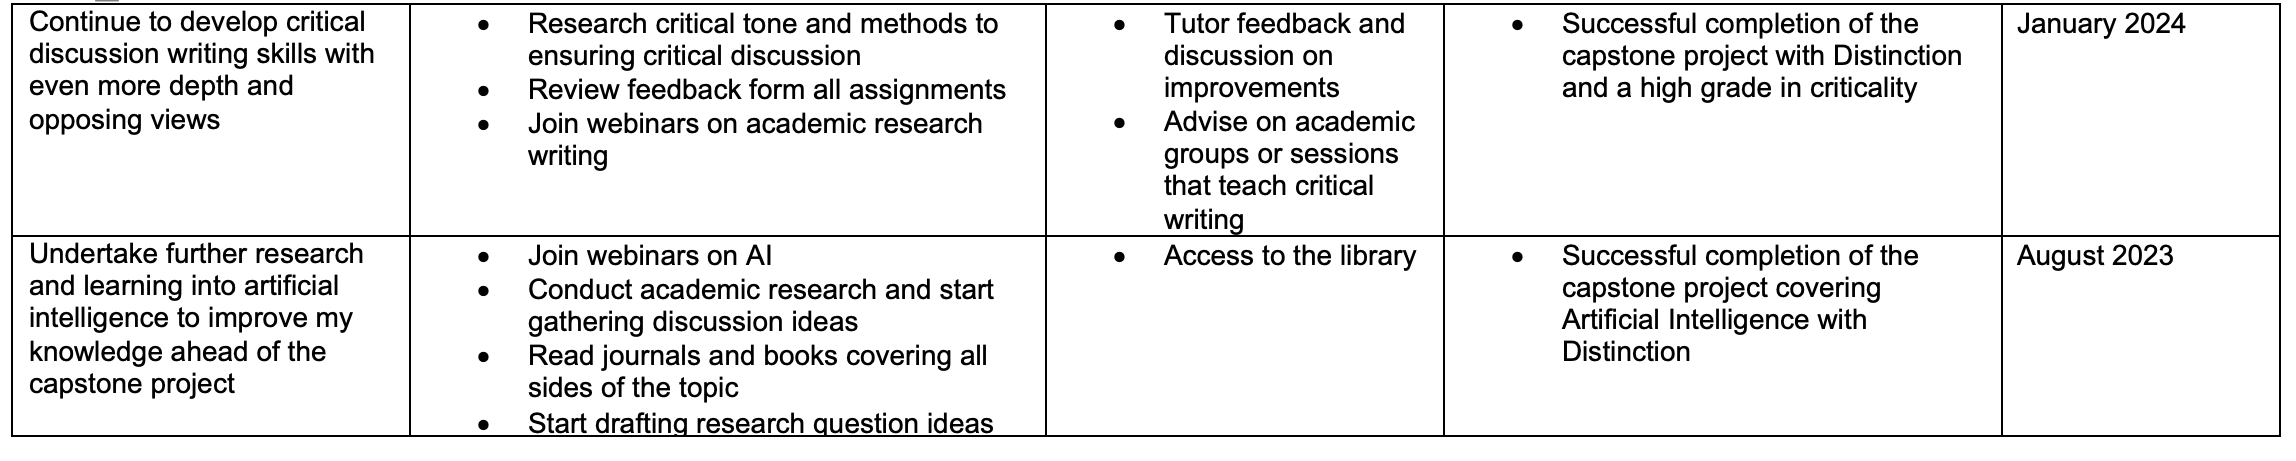 Continue to develop critical
discussion writing skills with
even more depth and
opposing views
• Research critical tone and methods to
ensuring critical discussion
• Review feedback form all assignments
• Join webinars on academic research
writing
• Tutor feedback and
discussion on
improvements
• Advise on academic
groups or sessions
that teach critical
writing
• Successful completion of the
capstone project with Distinction
and a high grade in criticality
January 2024
Undertake further research
and learning into artificial
intelligence to improve my
knowledge ahead of the
capstone project
• Join webinars on AI
• Conduct academic research and start
gathering discussion ideas
• Read journals and books covering all
sides of the topic
• Start drafting research question ideas
• Access to the library
• Successful completion of the
capstone project covering
Artificial Intelligence with
Distinction
August 2023